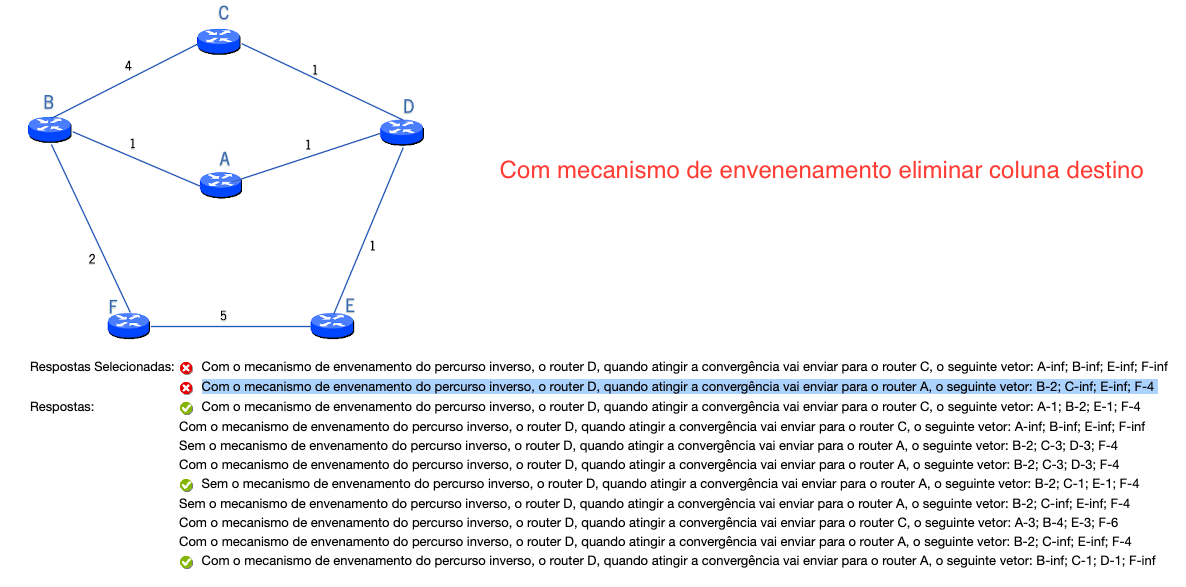 C
4
1
B
D
1
1
A
Com mecanismo de envenenamento eliminar coluna destino
2
1
F
E
5
Respostas Selecionadas: Com o mecanismo de envenamento do percurso inverso, o router D, quando atingir a convergência vai enviar para o router C, o seguinte vetor: A-inf; B-inf; E-inf; F-inf
Com o mecanismo de envenamento do percurso inverso, o router D, quando atingir a convergência vai enviar para o router A, o seguinte vetor: B-2; C-inf; E-inf; F-4
Respostas: Com o mecanismo de envenamento do percurso inverso, o router D, quando atingir a convergência vai enviar para o router C, o seguinte vetor: A-1; B-2; E-1; F-4
Com o mecanismo de envenamento do percurso inverso, o router D, quando atingir a convergência vai enviar para o router C, o seguinte vetor: A-inf; B-inf; E-inf; F-inf
Sem o mecanismo de envenamento do percurso inverso, o router D, quando atingir a convergência vai enviar para o router A, o seguinte vetor: B-2; C-3; D-3; F-4
Com o mecanismo de envenamento do percurso inverso, o router D, quando atingir a convergência vai enviar para o router A, o seguinte vetor: B-2; C-3; D-3; F-4
Sem o mecanismo de envenamento do percurso inverso, o router D, quando atingir a convergência vai enviar para o router A, o seguinte vetor: B-2; C-1; E-1; F-4
Sem o mecanismo de envenamento do percurso inverso, o router D, quando atingir a convergência vai enviar para o router A, o seguinte vetor: B-2; C-inf; E-inf; F-4
Com o mecanismo de envenamento do percurso inverso, o router D, quando atingir a convergência vai enviar para o router C, o seguinte vetor: A-3; B-4; E-3; F-6
Com o mecanismo de envenamento do percurso inverso, o router D, quando atingir a convergência vai enviar para o router A, o seguinte vetor: B-2; C-inf; E-inf; F-4
Com o mecanismo de envenamento do percurso inverso, o router D, quando atingir a convergência vai enviar para o router A, o seguinte vetor: B-inf; C-1; D-1; F-inf